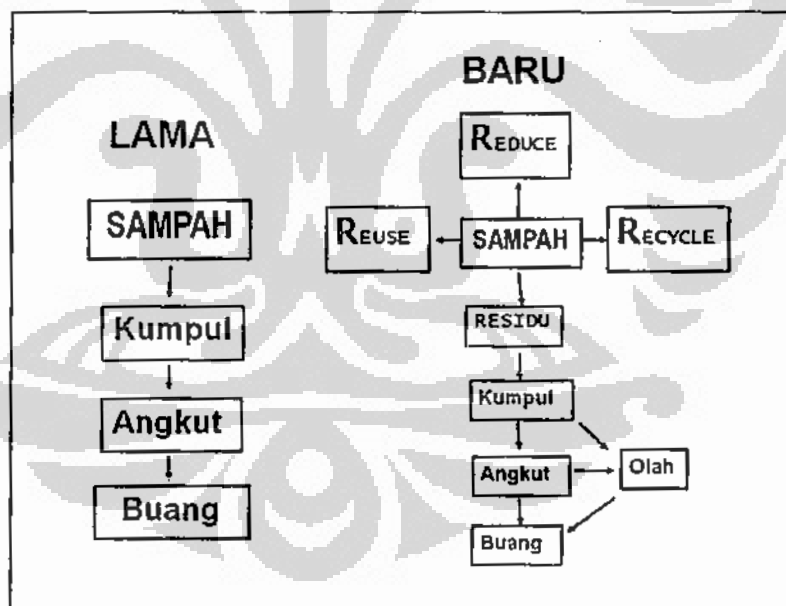 LAMA
SAMPAH
Kumpul
Angkut
Buang
BARU
REDUCE
REUSE
SAMPAH
RECYCLE
RESIDU
Kumpul
Angkut
Olah
Buang